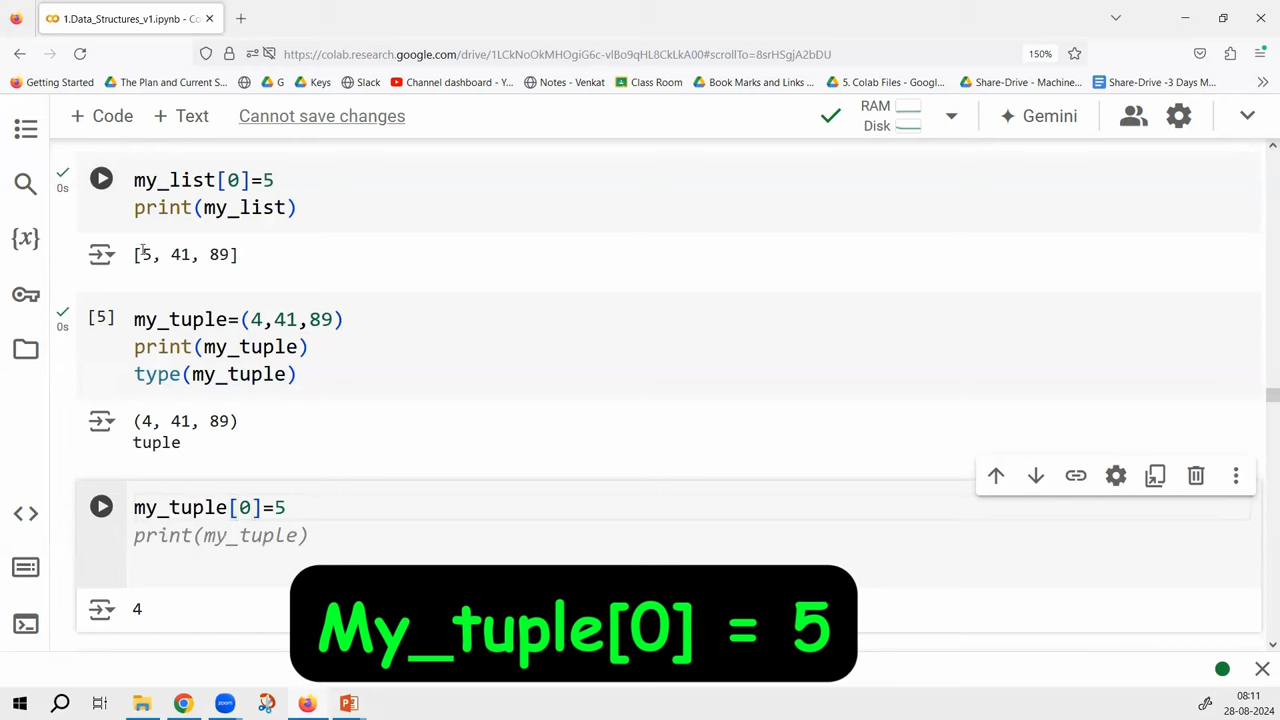 1.Data_Structures_v1.ipynb - Co
https://colab.research.google.com/drive/1LCkNoOkMHOgiG6c-vlBo9qHL8CkLkA00#scrollTo=8srHSgjA2bDU
150%
Getting Started
The Plan and Current S...
G
Keys
Slack
Channel dashboard - Y...
Notes - Venkat
Class Room
Book Marks and Links ...
5. Colab Files - Googl...
Share-Drive - Machine...
Share-Drive -3 Days M...
+ Code + Text Cannot save changes
RAM
Disk
Gemini
my_list[0]=5
0s
print(my_list)
[5, 41, 89]
[5] my_tuple=(4,41,89)
0s
print(my_tuple)
type(my_tuple)
(4, 41, 89)
tuple
my_tuple[0]=5
print(my_tuple)
4
My_tuple[0] = 5
{x}
zoom
08:11
28-08-2024